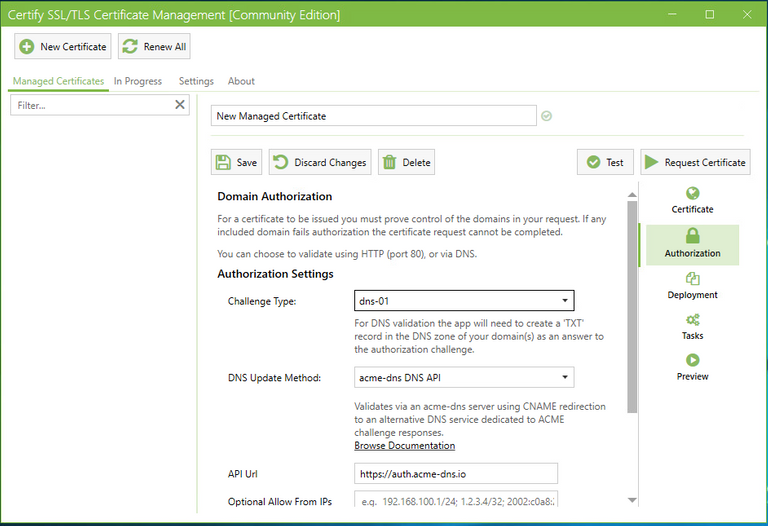 Certify SSL/TLS Certificate Management [Community Edition]
New Certificate
Renew All
Managed Certificates
In Progress
Settings
About
Filter...
New Managed Certificate
Save
Discard Changes
Delete
Test
Request Certificate
Domain Authorization
For a certificate to be issued you must prove control of the domains in your request. If any
included domain fails authorization the certificate request cannot be completed.
You can choose to validate using HTTP (port 80), or via DNS.
Authorization Settings
Challenge Type:
dns-01
For DNS validation the app will need to create a 'TXT'
record in the DNS zone of your domain(s) as an answer to
the authorization challenge.
DNS Update Method:
acme-dns DNS API
Validates via an acme-dns server using CNAME redirection
to an alternative DNS service dedicated to ACME
challenge responses.
Browse Documentation
API Url
https://auth.acme-dns.io
Optional Allow From IPs
e.g. 192.168.100.1/24; 1.2.3.4/32; 2002:c0a8:
Certificate
Authorization
Deployment
Tasks
Preview